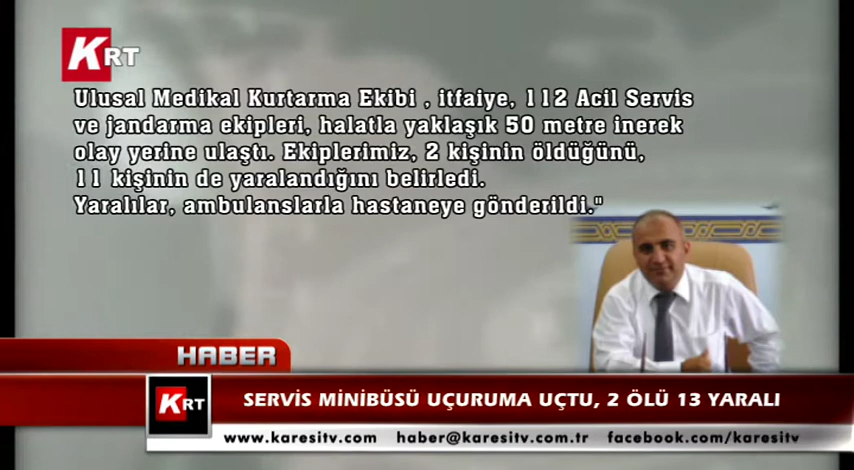 KRT
Ulusal Medikal Kurtarma Ekibi , itfaiye, 112 Acil Servis
ve jandarma ekipleri, halatla yaklaşık 50 metre inerek
olay yerine ulaştı. Ekiplerimiz, 2 kişinin öldüğünü,
11 kişinin de yaralandığını belirledi.
Yaralılar, ambulanslarla hastaneye gönderildi."
HABER
KRT
SERVİS MİNİBÜSÜ UÇURUMA UÇTU, 2 ÖLÜ 13 YARALI
www.karesitv.com haber@karesitv.com.tr facebook.com/karesitv